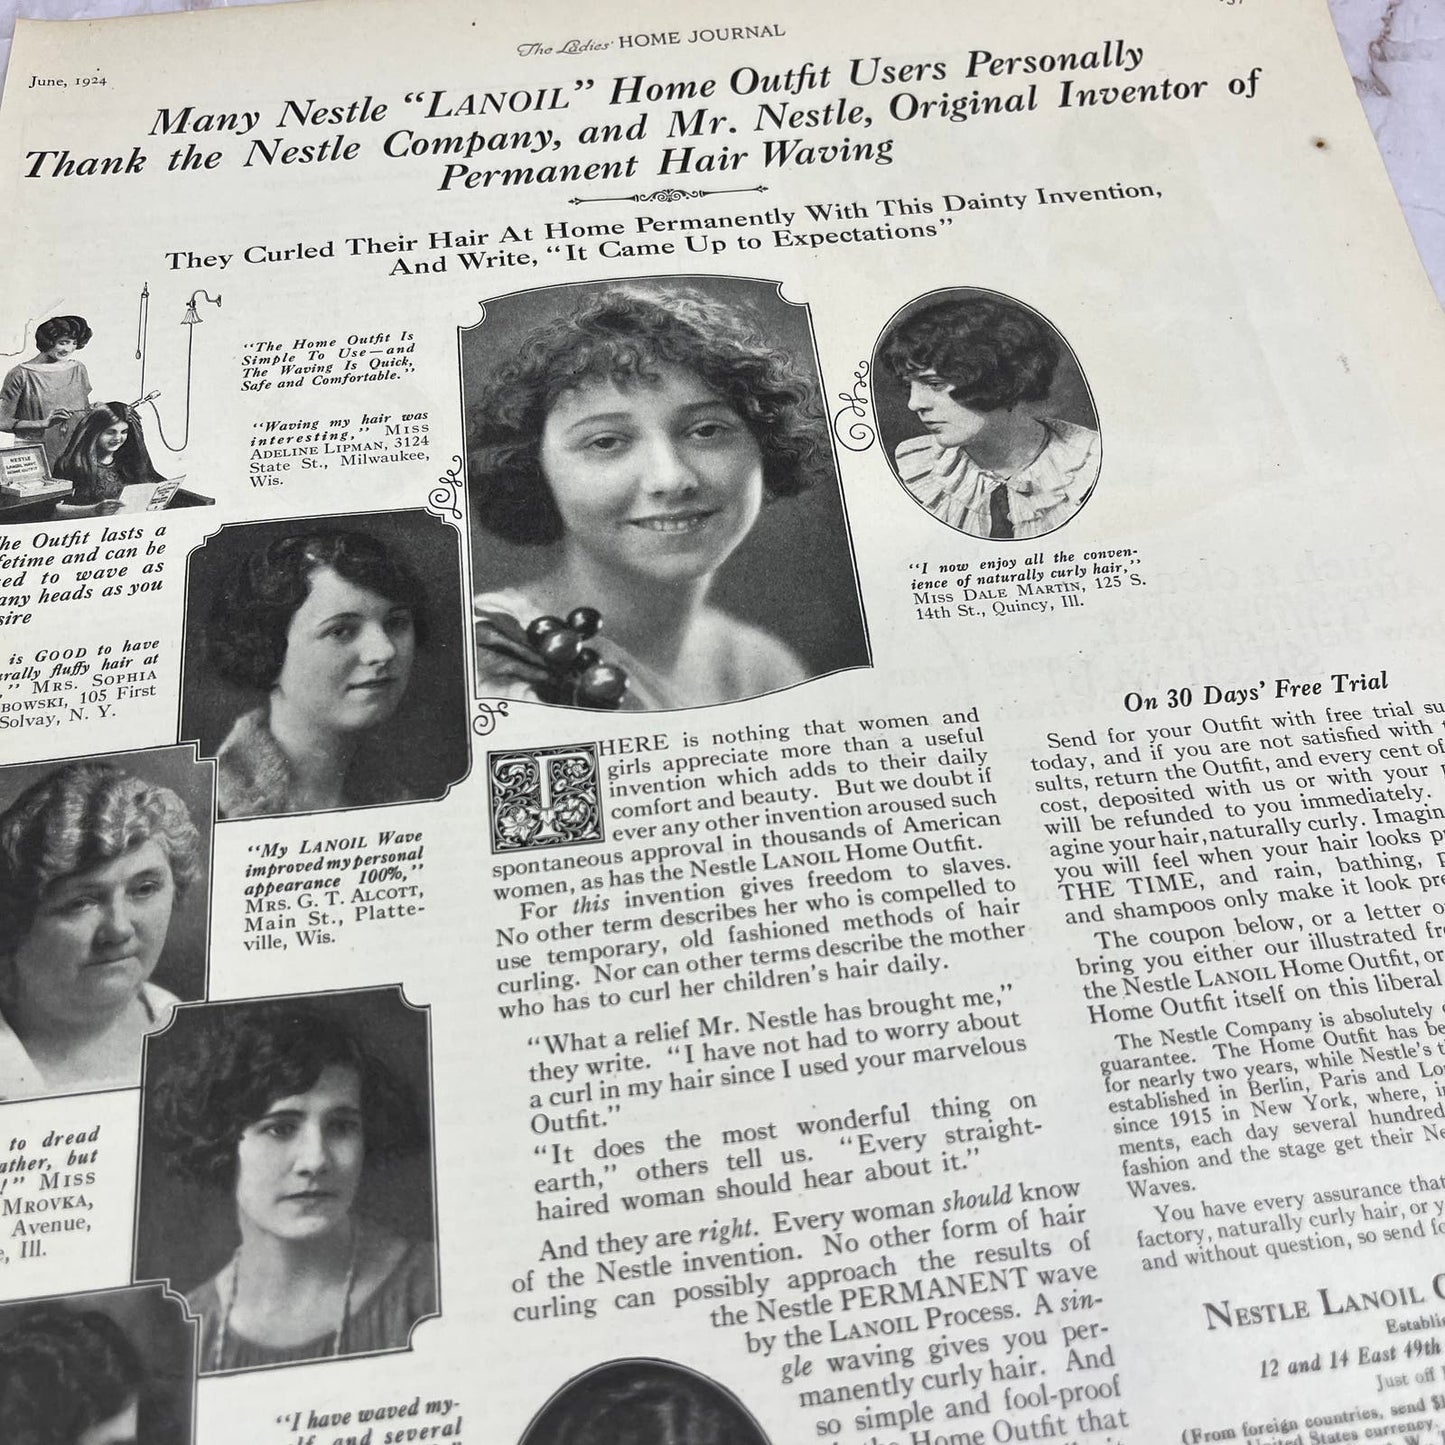 The Ladies' HOME JOURNAL
June, 1924
Many Nestle “LANOIL” Home Outfit Users Personally
Thank the Nestle Company, and Mr. Nestle, Original Inventor of
Permanent Hair Waving
They Curled Their Hair At Home Permanently With This Dainty Invention,
And Write, “It Came Up to Expectations”
“The Home Outfit Is
Simple To Use—and
The Waving Is Quick,
Safe and Comfortable.”
“Waving my hair was
interesting,” MISS
ADELINE LIPMAN, 3124
State St., Milwaukee,
Wis.
NESTLE
LANOIL WAVE
HOME OUTFIT
The Outfit lasts a
lifetime and can be
used to wave as
many heads as you
desire
is GOOD to have
fluffy hair at
MRS. SOPHIA
105 First
Solvay, N. Y.
“My LANOIL Wave
improved my personal
appearance 100%,”
MRS. G. T. ALCOTT,
Main St., Platte-
ville, Wis.
to dread
but
!” MISS
MROVKA,
Avenue,
Ill.
“I have waved my-
self and several
“I now enjoy all the conven-
ience of naturally curly hair,”
MISS DALE MARTIN, 125 S.
14th St., Quincy, Ill.
THERE is nothing that women and
girls appreciate more than a useful
invention which adds to their daily
comfort and beauty. But we doubt if
ever any other invention aroused such
spontaneous approval in thousands of American
women, as has the Nestle LANOIL Home Outfit.
For this invention gives freedom to slaves.
No other term describes her who is compelled to
use temporary, old fashioned methods of hair
curling. Nor can other terms describe the mother
who has to curl her children's hair daily.
“What a relief Mr. Nestle has brought me,”
they write. “I have not had to worry about
a curl in my hair since I used your marvelous
Outfit.”
“It does the most wonderful thing on
earth,” others tell us. “Every straight-
haired woman should hear about it.”
And they are right. Every woman should know
of the Nestle invention. No other form of hair
curling can possibly approach the results of
the Nestle PERMANENT wave
by the LANOIL Process. A sin-
gle waving gives you per-
manently curly hair. And
so simple and fool-proof
Home Outfit that
On 30 Days' Free Trial
Send for your Outfit with free trial
today, and if you are not satisfied with
sults, return the Outfit, and every cent of
cost, deposited with us or with your
will be refunded to you immediately.
agine your hair, naturally curly.
you will feel when your hair looks
THE TIME, and rain, bathing,
and shampoos only make it look
The coupon below, or a letter
bring you either our illustrated
the Nestle LANOIL Home Outfit, or
Home Outfit itself on this liberal
The Nestle Company is absolutely
guarantee. The Home Outfit has
for nearly two years, while Nestle's
established in Berlin, Paris and
since 1915 in New York, where,
ments, each day several hundred
fashion and the stage get their
Waves.
You have every assurance that
factory, naturally curly hair, or
and without question, so send
NESTLE LANOIL
12 and 14 East 49th
Just off
(From foreign countries, send
United States currency.